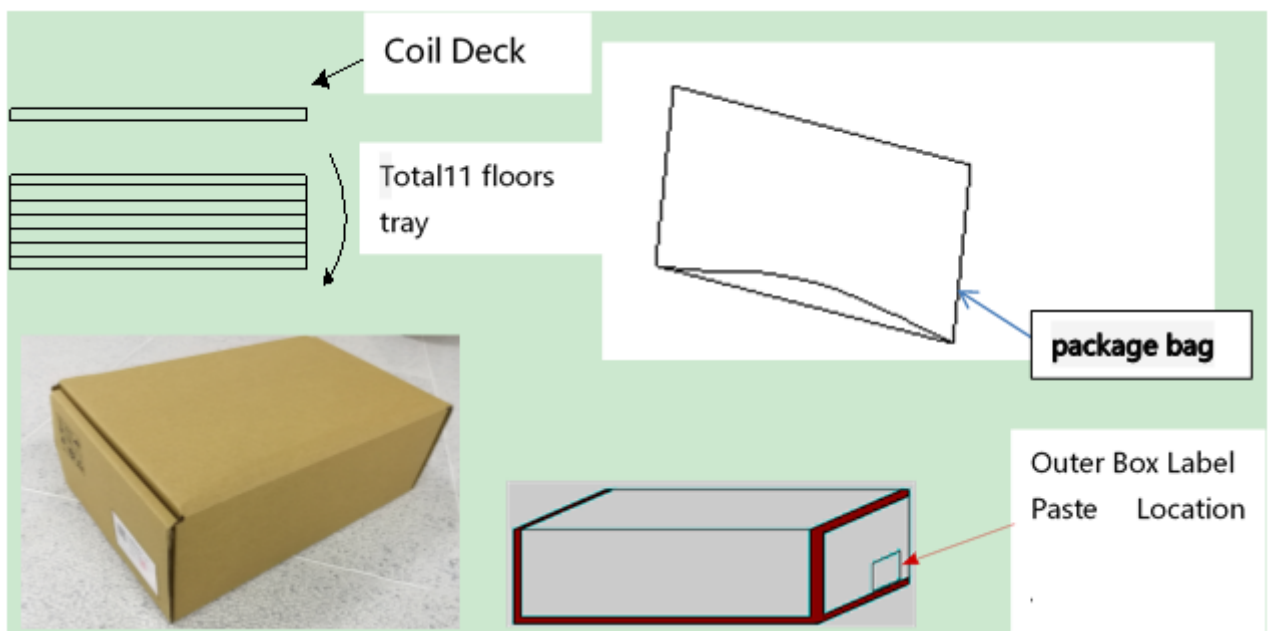 Coil Deck
Total11 floors
tray
package bag
Outer Box Label
Paste Location